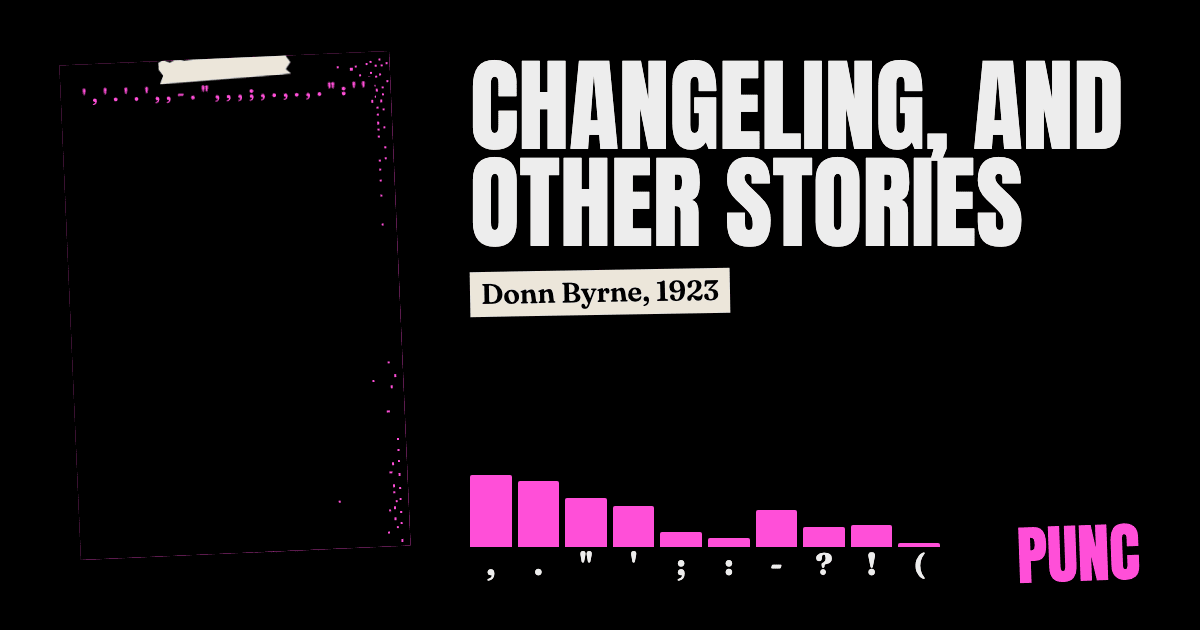 ','.'.',,-.",,,;,.,.,.":''
CHANGELING, AND
OTHER STORIES
Donn Byrne, 1923
, . " ' ; : - ? ! (
PUNC